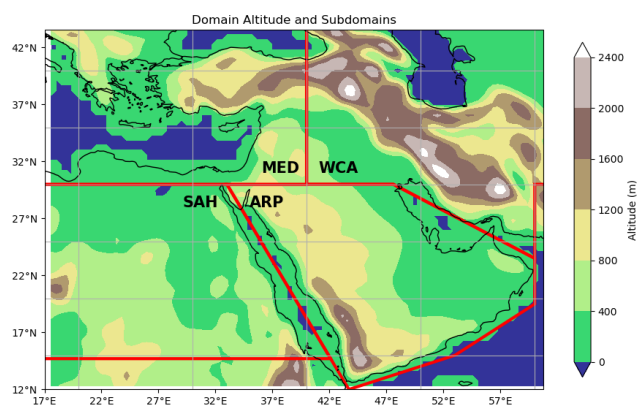 Domain Altitude and Subdomains
42°N
37°N
32°N
27°N
22°N
17°N
12°N
MED WCA
SAH ARP
17°E 22°E 27°E 32°E 37°E 42°E 47°E 52°E 57°E
2400
2000
1600
1200
800
400
0
Altitude (m)